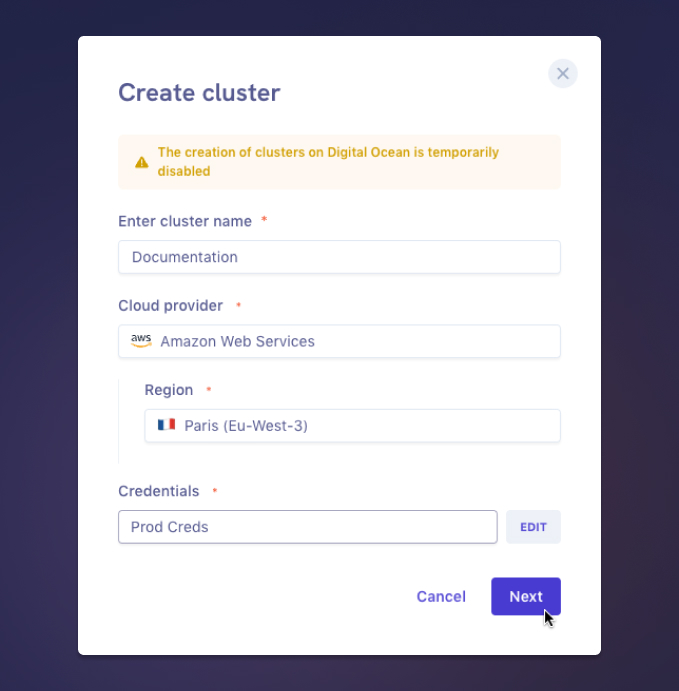 Create cluster
The creation of clusters on Digital Ocean is temporarily
disabled
Enter cluster name *
Documentation
Cloud provider *
aws Amazon Web Services
Region *
Paris (Eu-West-3)
Credentials *
Prod Creds
EDIT
Cancel
Next